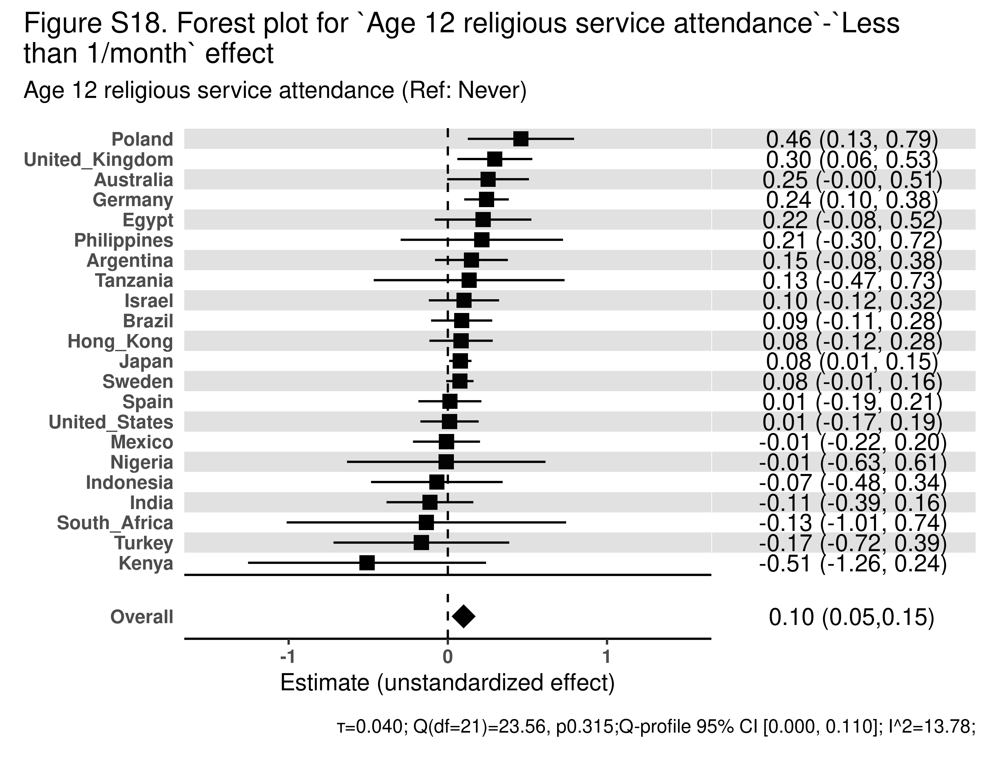 Figure S18. Forest plot for `Age 12 religious service attendance`-`Less
than 1/month` effect
Age 12 religious service attendance (Ref: Never)
Poland 0.46 (0.13, 0.79)
United_Kingdom 0.30 (0.06, 0.53)
Australia 0.25 (-0.00, 0.51)
Germany 0.24 (0.10, 0.38)
Egypt 0.22 (-0.08, 0.52)
Philippines 0.21 (-0.30, 0.72)
Argentina 0.15 (-0.08, 0.38)
Tanzania 0.13 (-0.47, 0.73)
Israel 0.10 (-0.12, 0.32)
Brazil 0.09 (-0.11, 0.28)
Hong_Kong 0.08 (-0.12, 0.28)
Japan 0.08 (0.01, 0.15)
Sweden 0.08 (-0.01, 0.16)
Spain 0.01 (-0.19, 0.21)
United_States 0.01 (-0.17, 0.19)
Mexico -0.01 (-0.22, 0.20)
Nigeria -0.01 (-0.63, 0.61)
Indonesia -0.07 (-0.48, 0.34)
India -0.11 (-0.39, 0.16)
South_Africa -0.13 (-1.01, 0.74)
Turkey -0.17 (-0.72, 0.39)
Kenya -0.51 (-1.26, 0.24)
Overall 0.10 (0.05,0.15)
-1 0 1
Estimate (unstandardized effect)
τ=0.040; Q(df=21)=23.56, p0.315;Q-profile 95% CI [0.000, 0.110]; I^2=13.78;